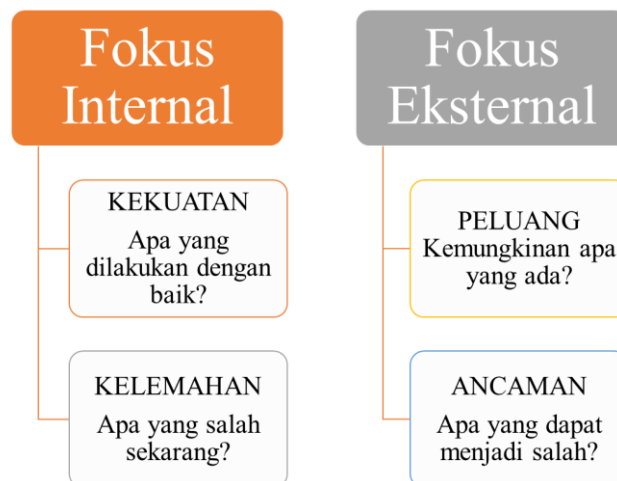 Fokus
Internal
KEKUATAN
Apa yang
dilakukan dengan
baik?
KELEMAHAN
Apa yang salah
sekarang?
Fokus
Eksternal
PELUANG
Kemungkinan apa
yang ada?
ANCAMAN
Apa yang dapat
menjadi salah?